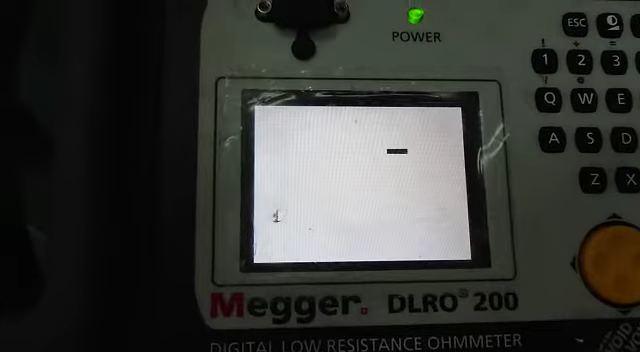 POWER
ESC
1 2 3
Q W E
A S D
Z X
Megger. DLRO® 200
DIGITAL LOW RESISTANCE OHMMETER